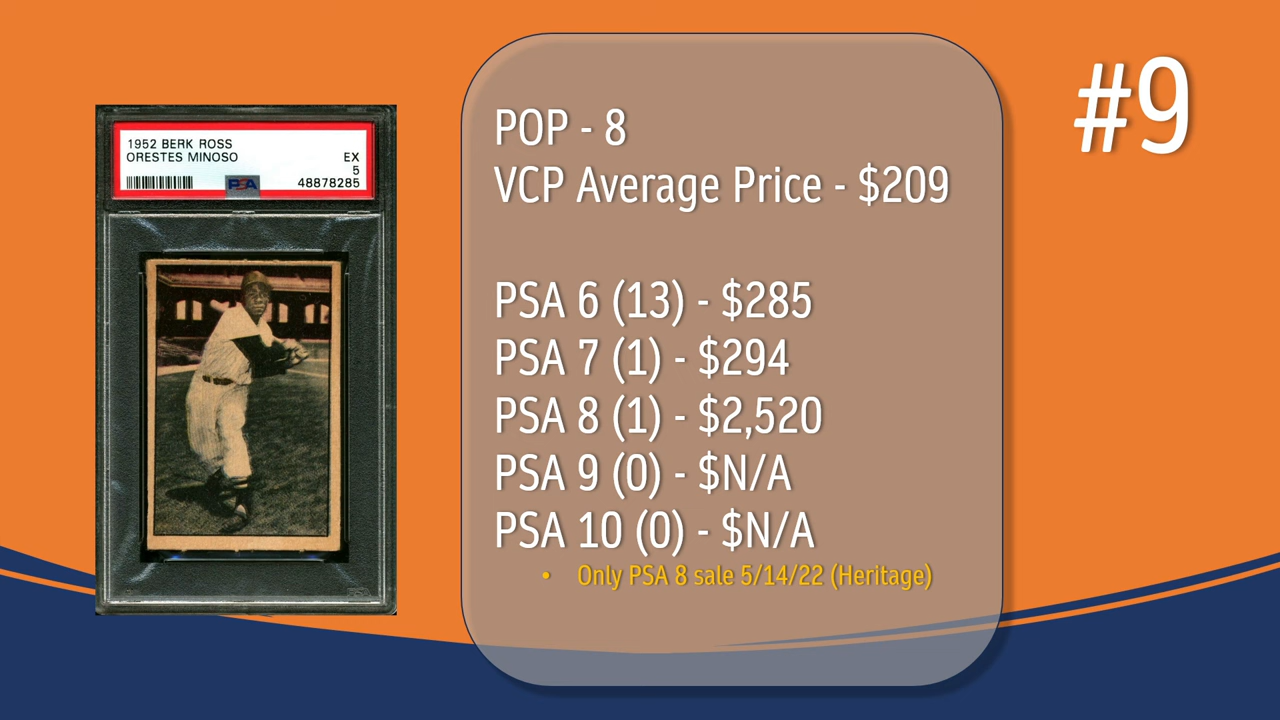 #9
1952 BERK ROSS
ORESTES MINOSO
EX
5
PSA
48878285
POP - 8
VCP Average Price - $209
PSA 6 (13) - $285
PSA 7 (1) - $294
PSA 8 (1) - $2,520
PSA 9 (0) - $N/A
PSA 10 (0) - $N/A
• Only PSA 8 sale 5/14/22 (Heritage)